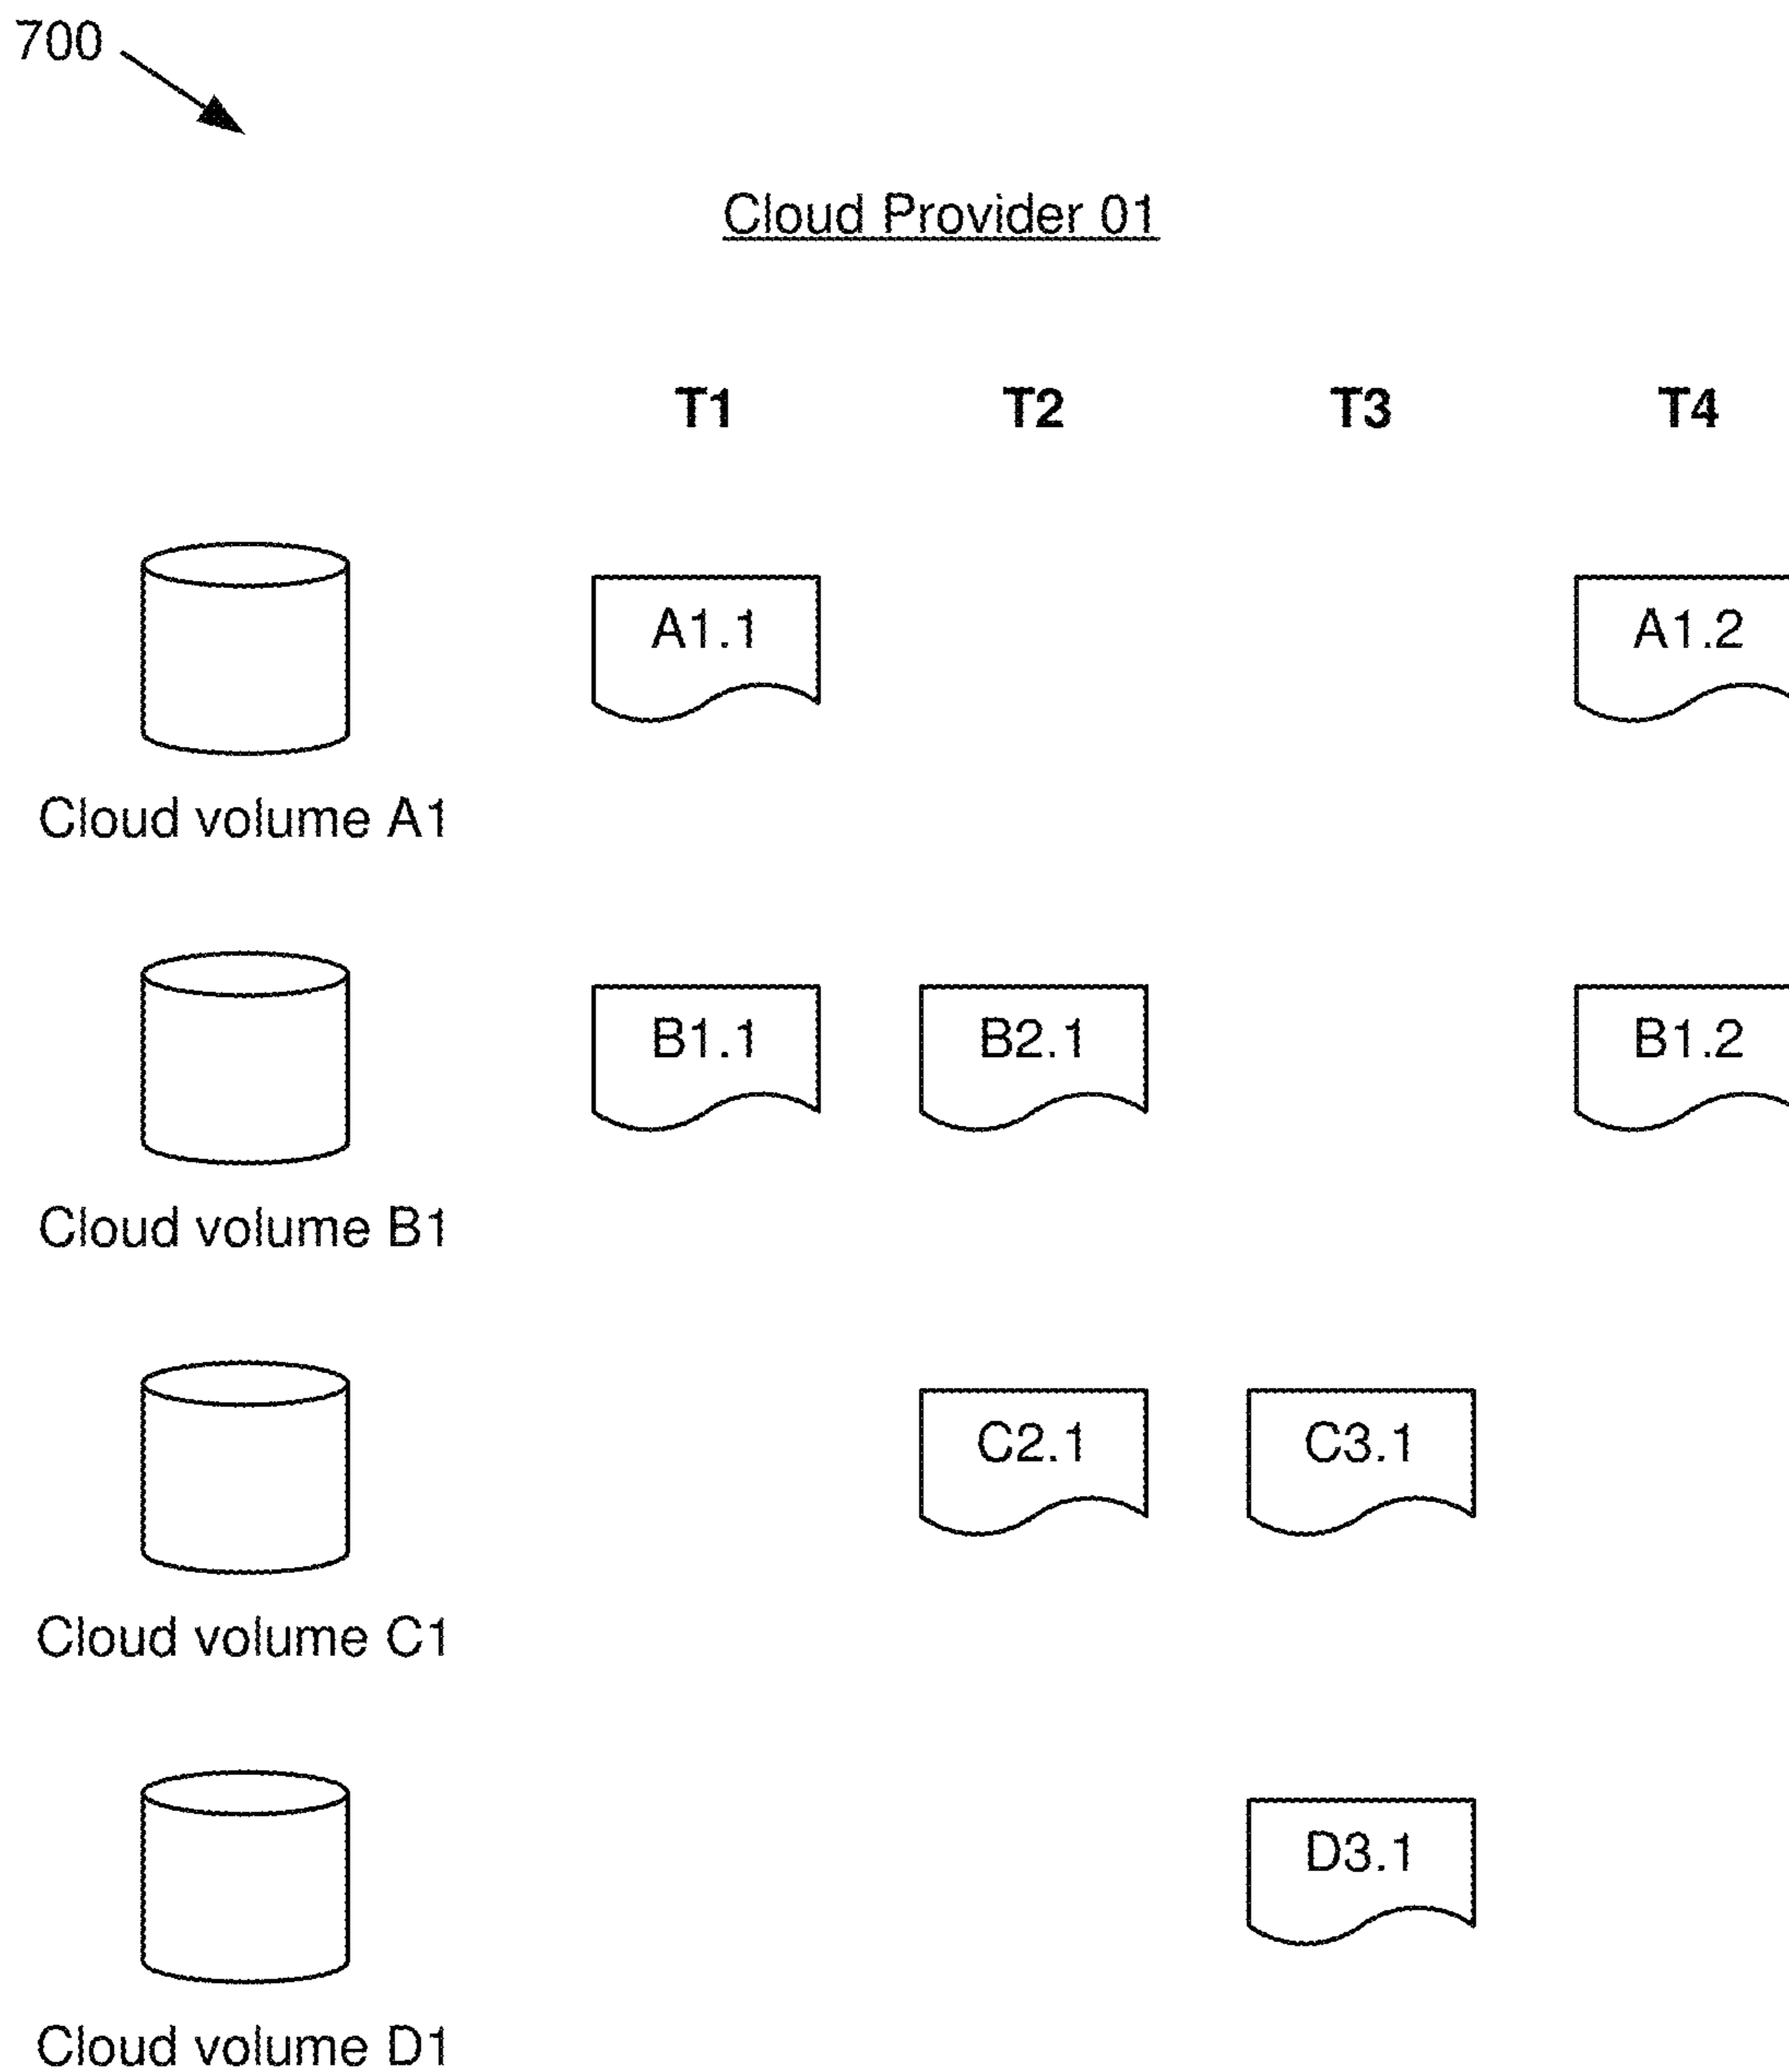 700
Cloud Provider 01
T1 T2 T3 T4
A1.1 A1.2
Cloud volume A1
B1.1 B2.1 B1.2
Cloud volume B1
C2.1 C3.1
Cloud volume C1
D3.1
Cloud volume D1